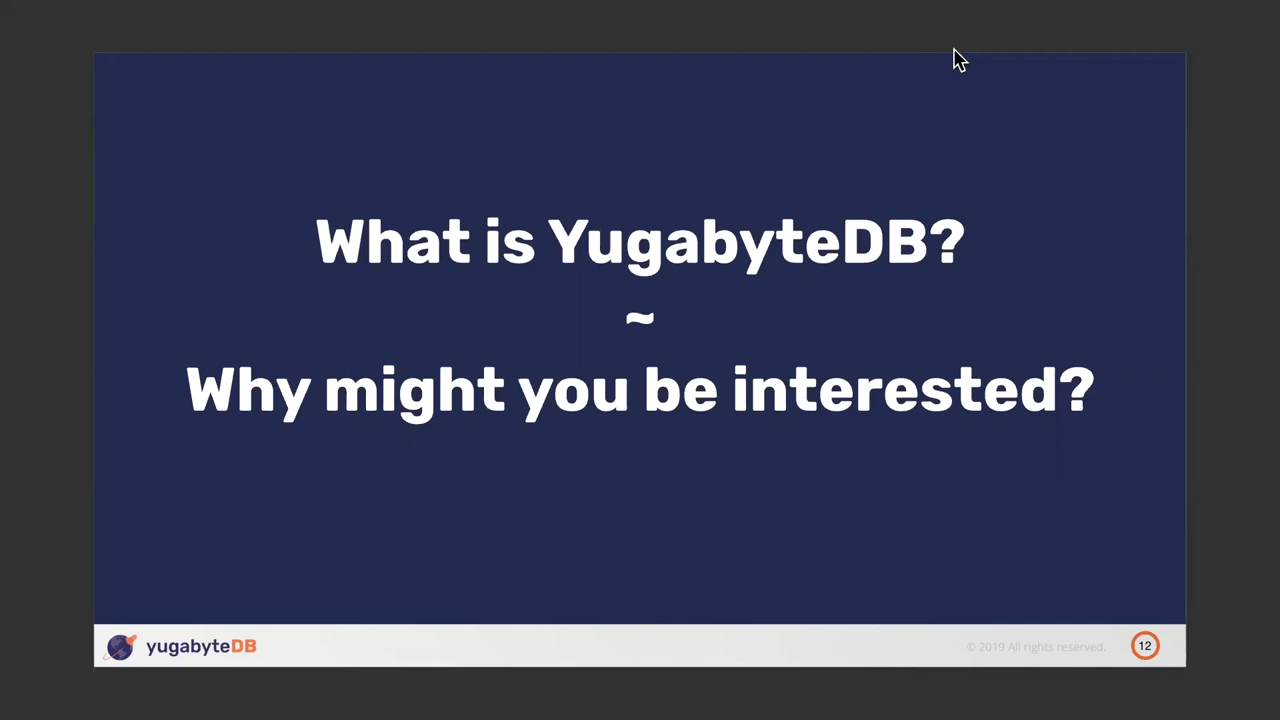 What is YugabyteDB?
~
Why might you be interested?
yugabyteDB
© 2019 All rights reserved.
12